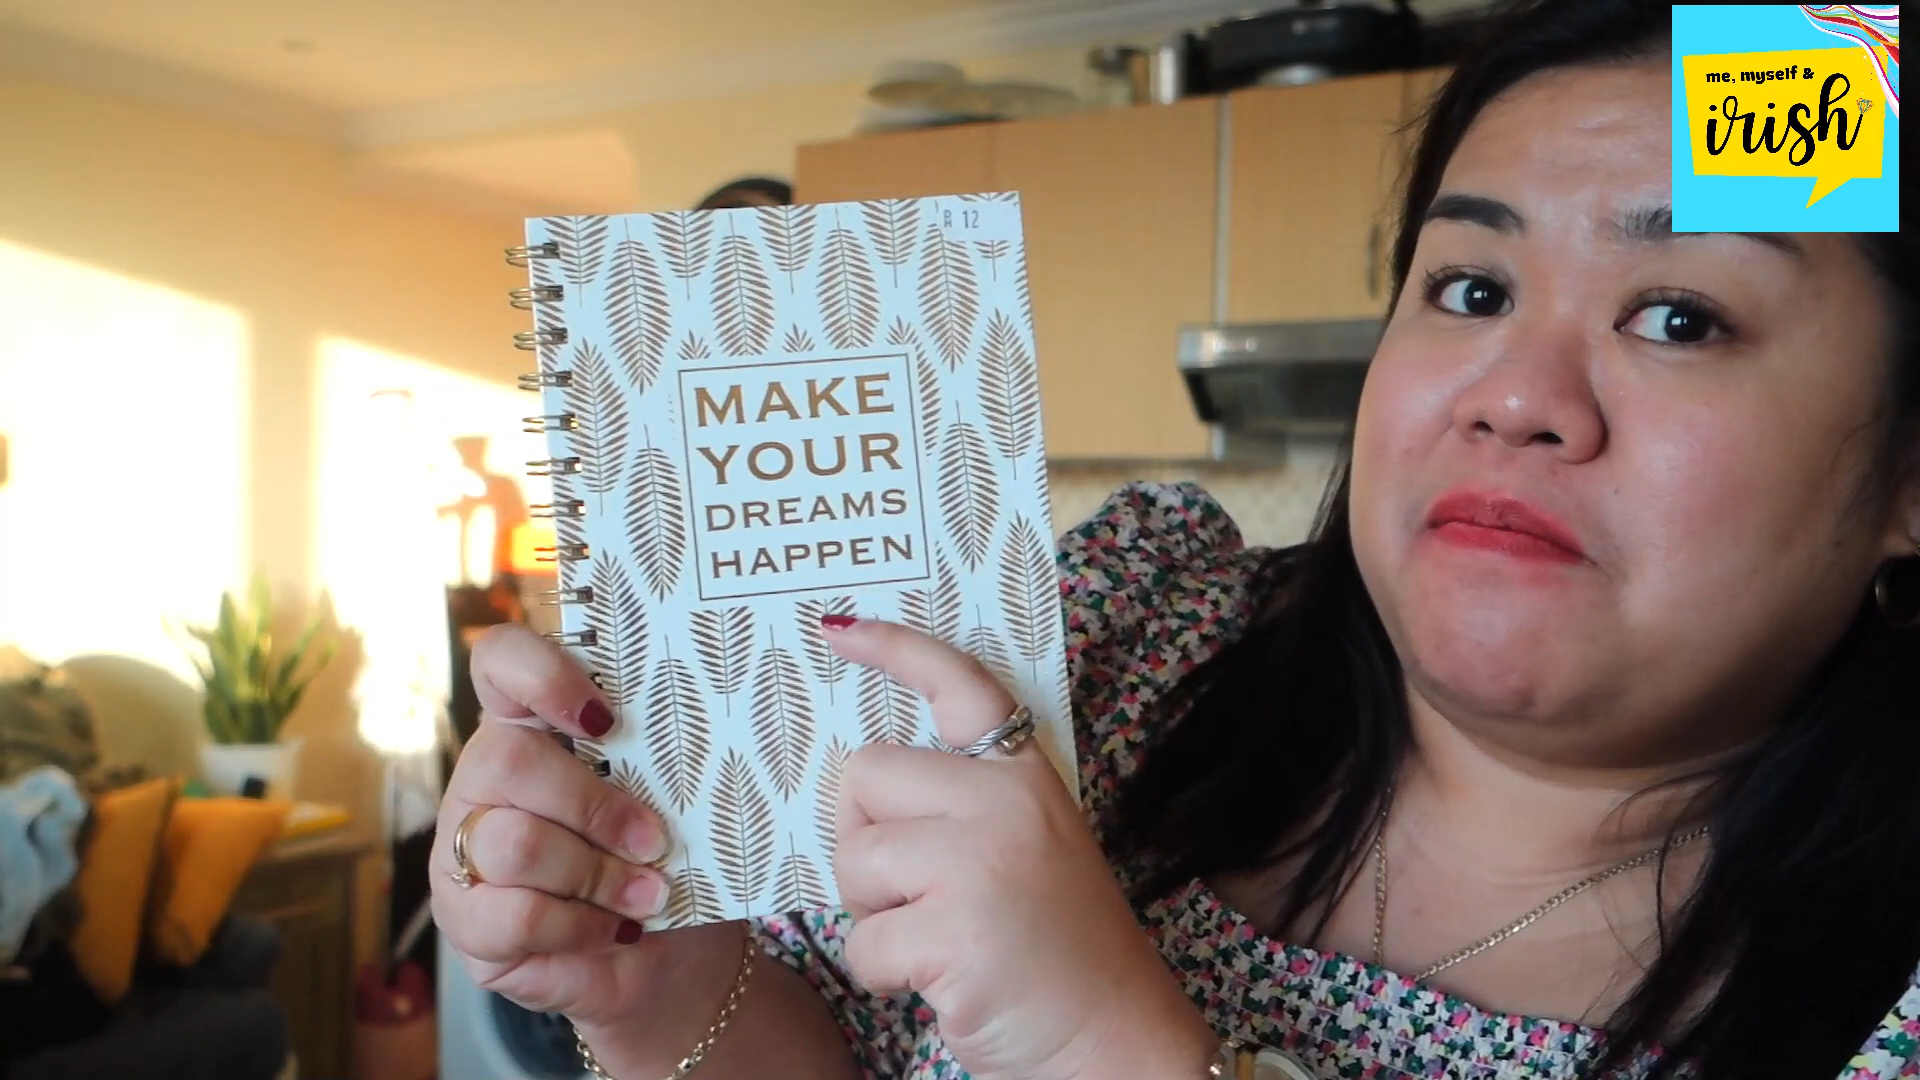 R 12
MAKE
YOUR
DREAMS
HAPPEN
me, myself &
irish